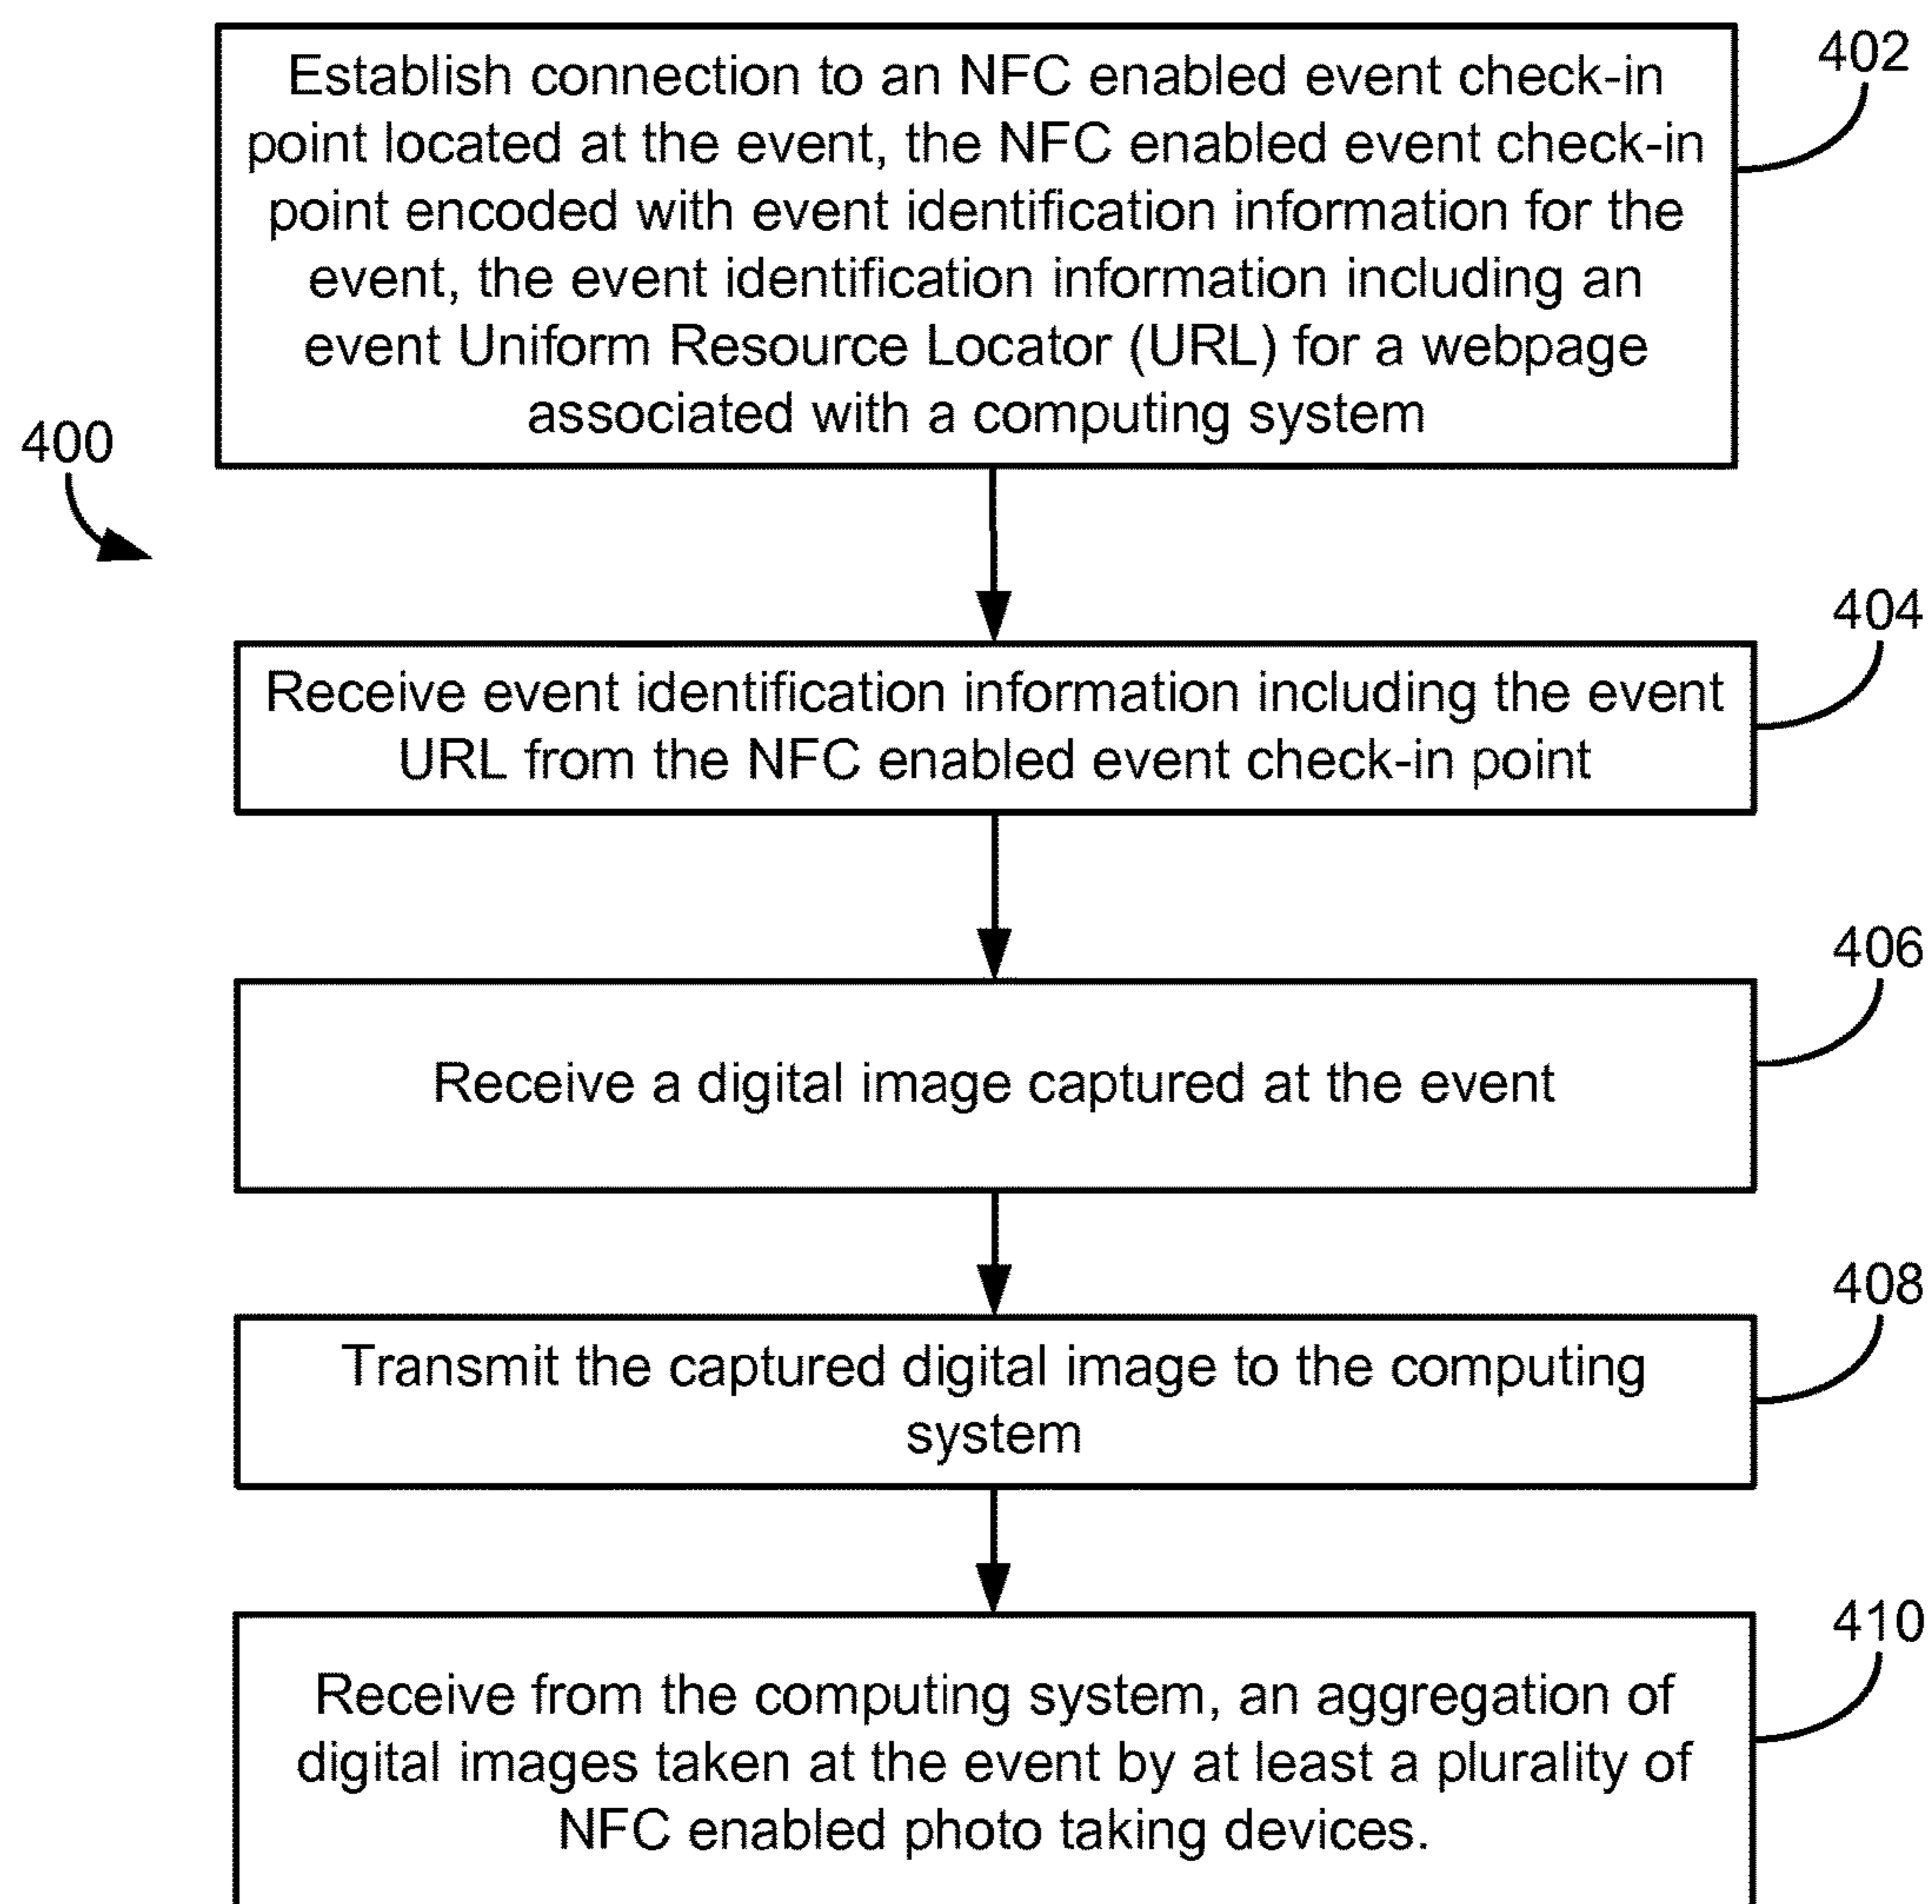 Establish connection to an NFC enabled event check-in
point located at the event, the NFC enabled event check-in
point encoded with event identification information for the
event, the event identification information including an
event Uniform Resource Locator (URL) for a webpage
associated with a computing system
402
400
Receive event identification information including the event
URL from the NFC enabled event check-in point
404
Receive a digital image captured at the event
406
Transmit the captured digital image to the computing
system
408
Receive from the computing system, an aggregation of
digital images taken at the event by at least a plurality of
NFC enabled photo taking devices.
410